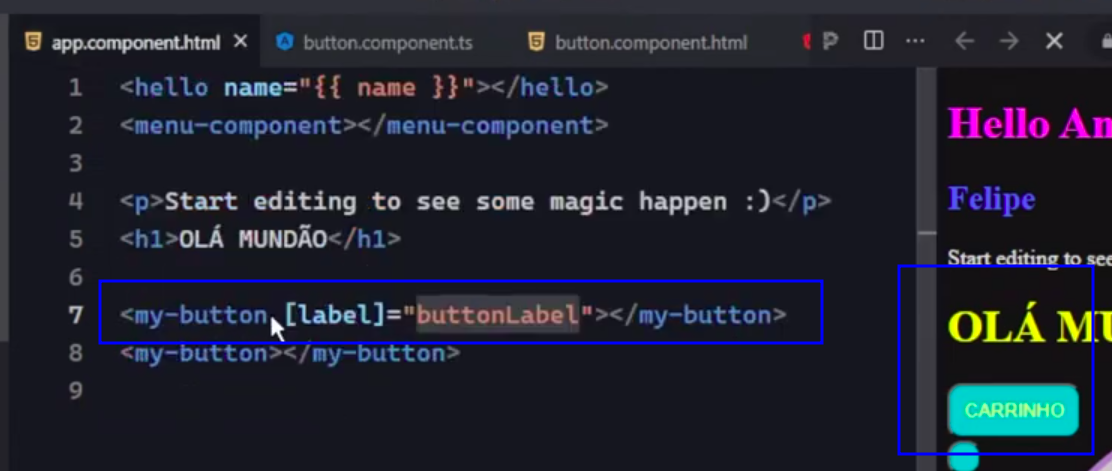 app.component.html
button.component.ts
button.component.html
1 <hello name="{{ name }}"></hello>
2 <menu-component></menu-component>
3
4 <p>Start editing to see some magic happen :)</p>
5 <h1>OLÁ MUNDÃO</h1>
6
7 <my-button [label]="buttonLabel"></my-button>
8 <my-button></my-button>
9
Hello An
Felipe
Start editing to see
OLÁ MU
CARRINHO